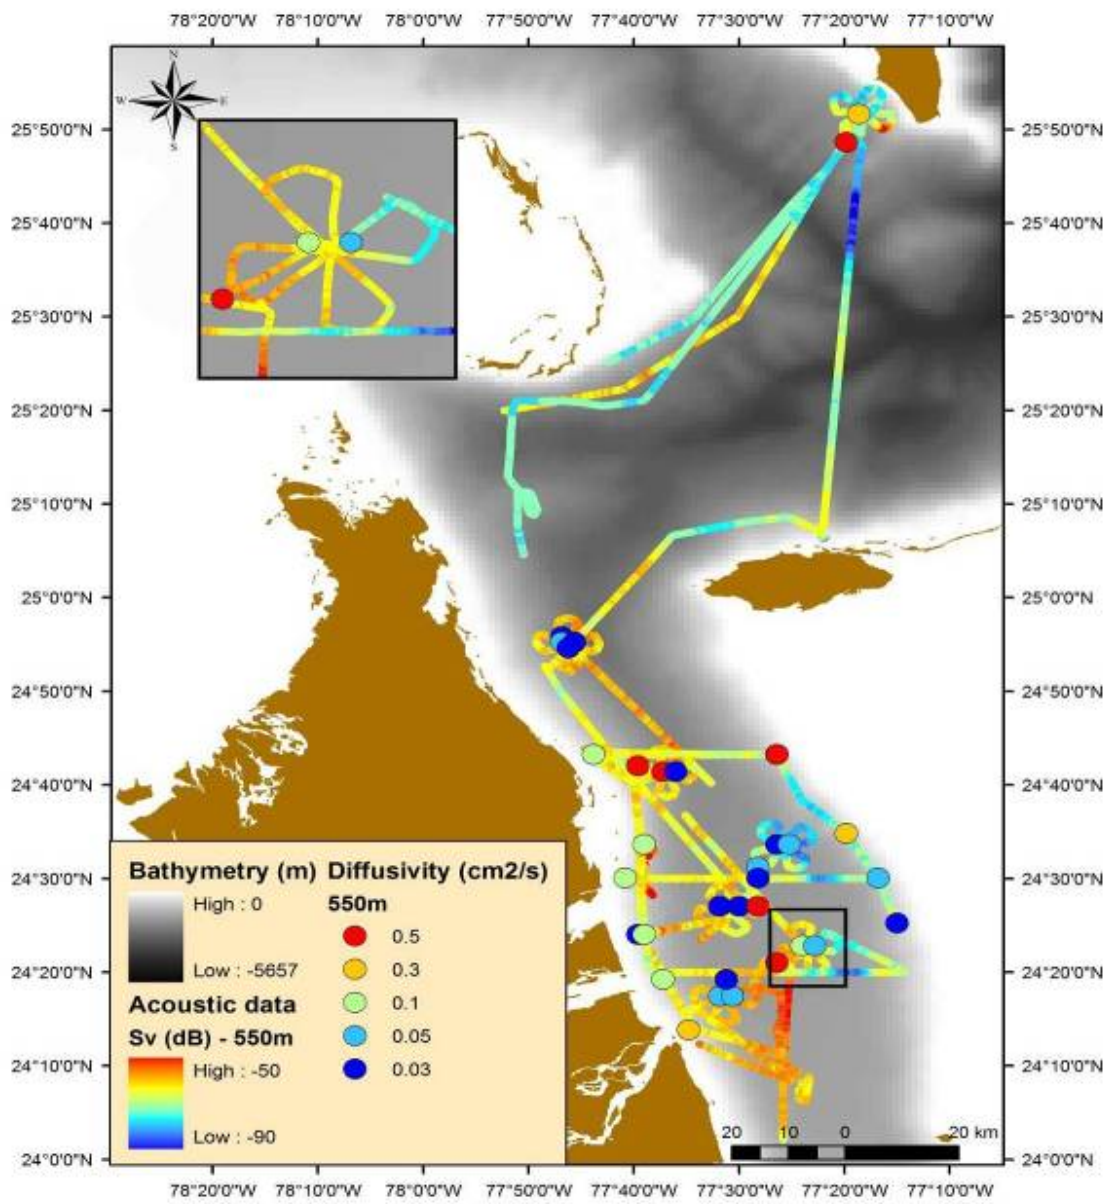 78°20'0"W 78°10'0"W 78°0'0"W 77°50'0"W 77°40'0"W 77°30'0"W 77°20'0"W 77°10'0"W
N
W E
S
25°50'0"N 25°50'0"N
25°40'0"N 25°40'0"N
25°30'0"N 25°30'0"N
25°20'0"N 25°20'0"N
25°10'0"N 25°10'0"N
25°0'0"N 25°0'0"N
24°50'0"N 24°50'0"N
24°40'0"N 24°40'0"N
24°30'0"N 24°30'0"N
24°20'0"N 24°20'0"N
24°10'0"N 24°10'0"N
24°0'0"N 24°0'0"N
Bathymetry (m)
High : 0
Low : -5657
Acoustic data
Sv (dB) - 550m
High : -50
Low : -90
Diffusivity (cm2/s)
550m
0.5
0.3
0.1
0.05
0.03
20 10 0 20 km
78°20'0"W 78°10'0"W 78°0'0"W 77°50'0"W 77°40'0"W 77°30'0"W 77°20'0"W 77°10'0"W